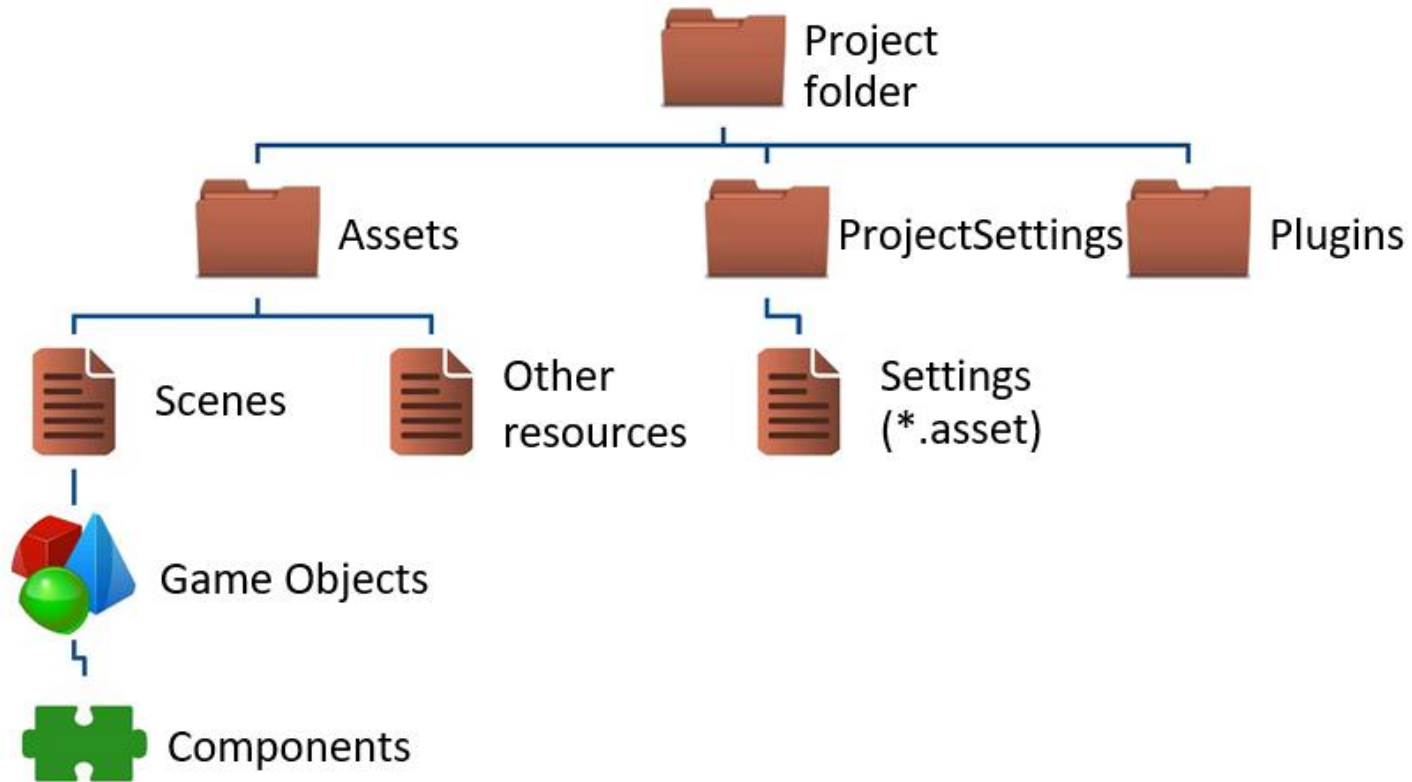 Project
folder
Assets
ProjectSettings
Plugins
Scenes
Other
resources
Settings
(*.asset)
Game Objects
Components